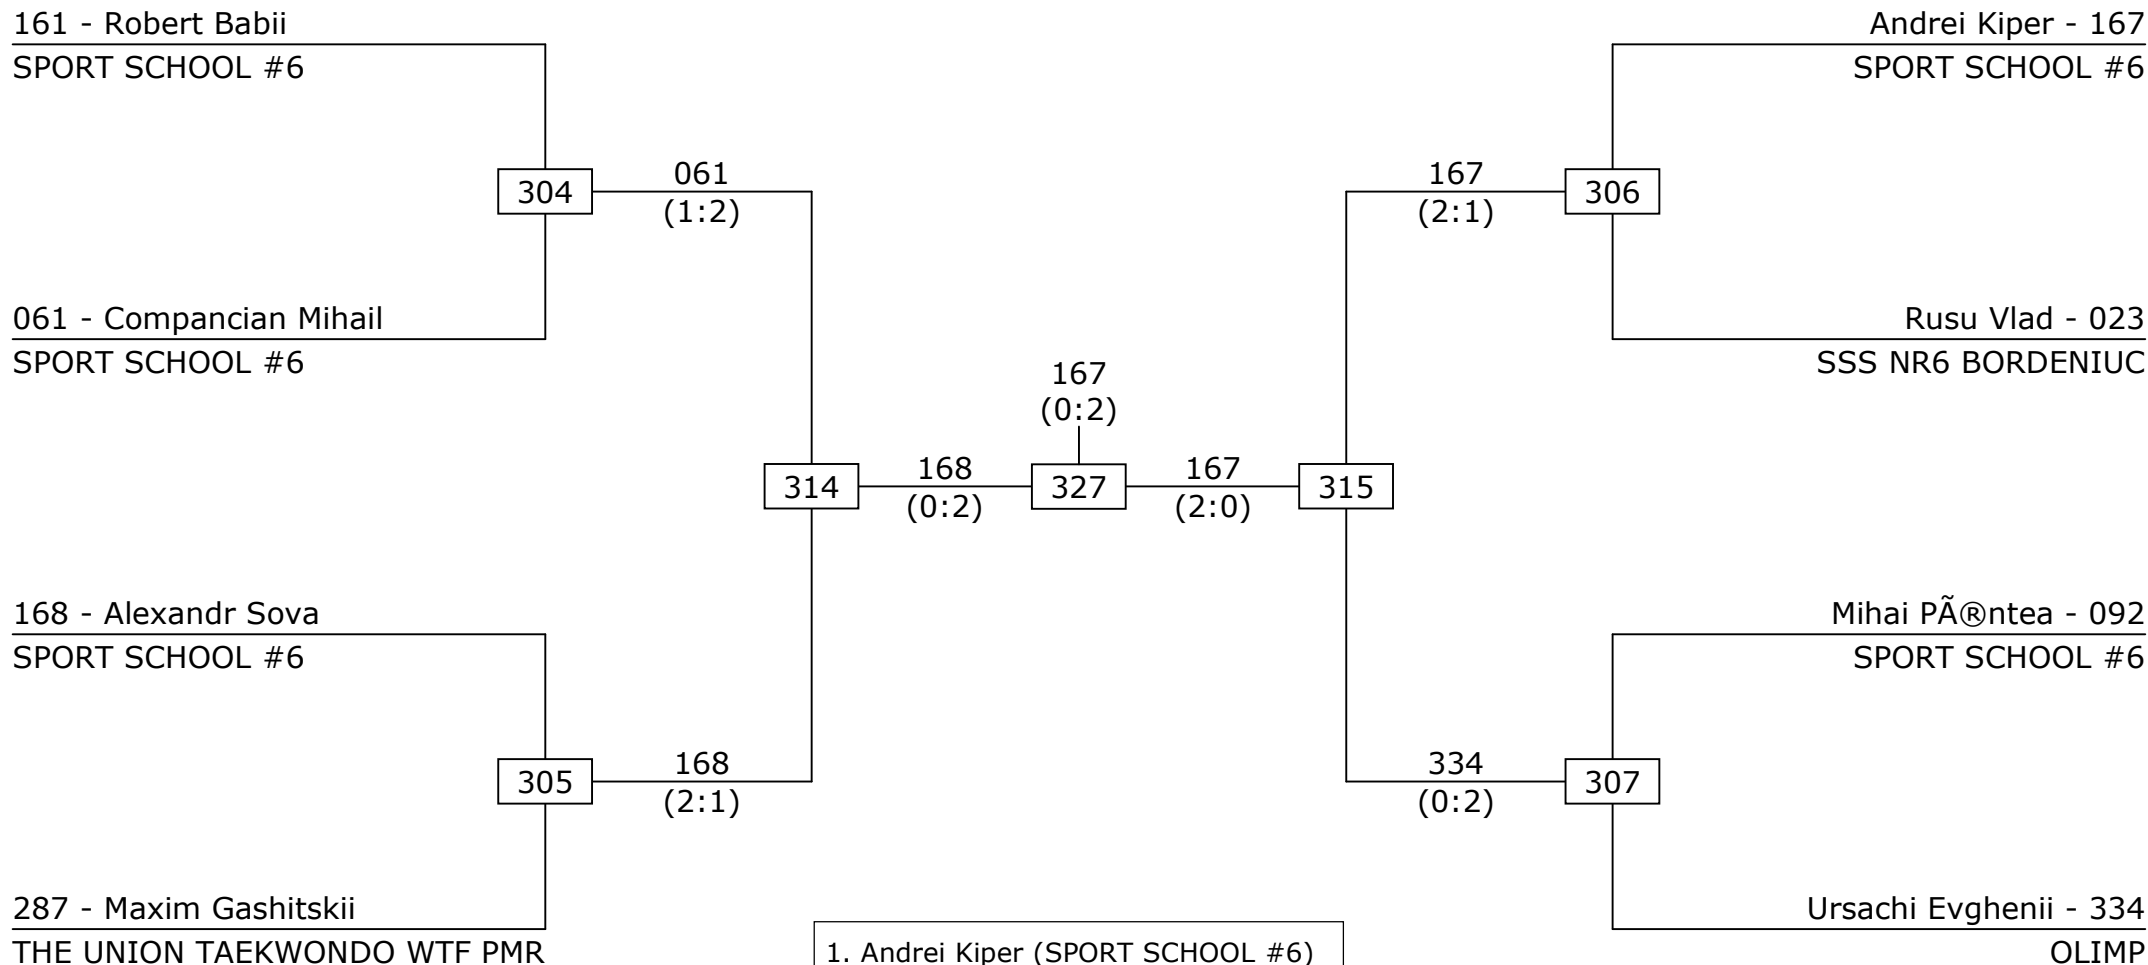 161 - Robert Babii
SPORT SCHOOL #6
Andrei Kiper - 167
SPORT SCHOOL #6
304
061
(1:2)
167
(2:1)
306
061 - Compancian Mihail
SPORT SCHOOL #6
Rusu Vlad - 023
SSS NR6 BORDENIUC
167
(0:2)
314
168
(0:2)
327
167
(2:0)
315
168 - Alexandr Sova
SPORT SCHOOL #6
Mihai PÃ®ntea - 092
SPORT SCHOOL #6
305
168
(2:1)
334
(0:2)
307
287 - Maxim Gashitskii
THE UNION TAEKWONDO WTF PMR
Ursachi Evghenii - 334
OLIMP
1. Andrei Kiper (SPORT SCHOOL #6)